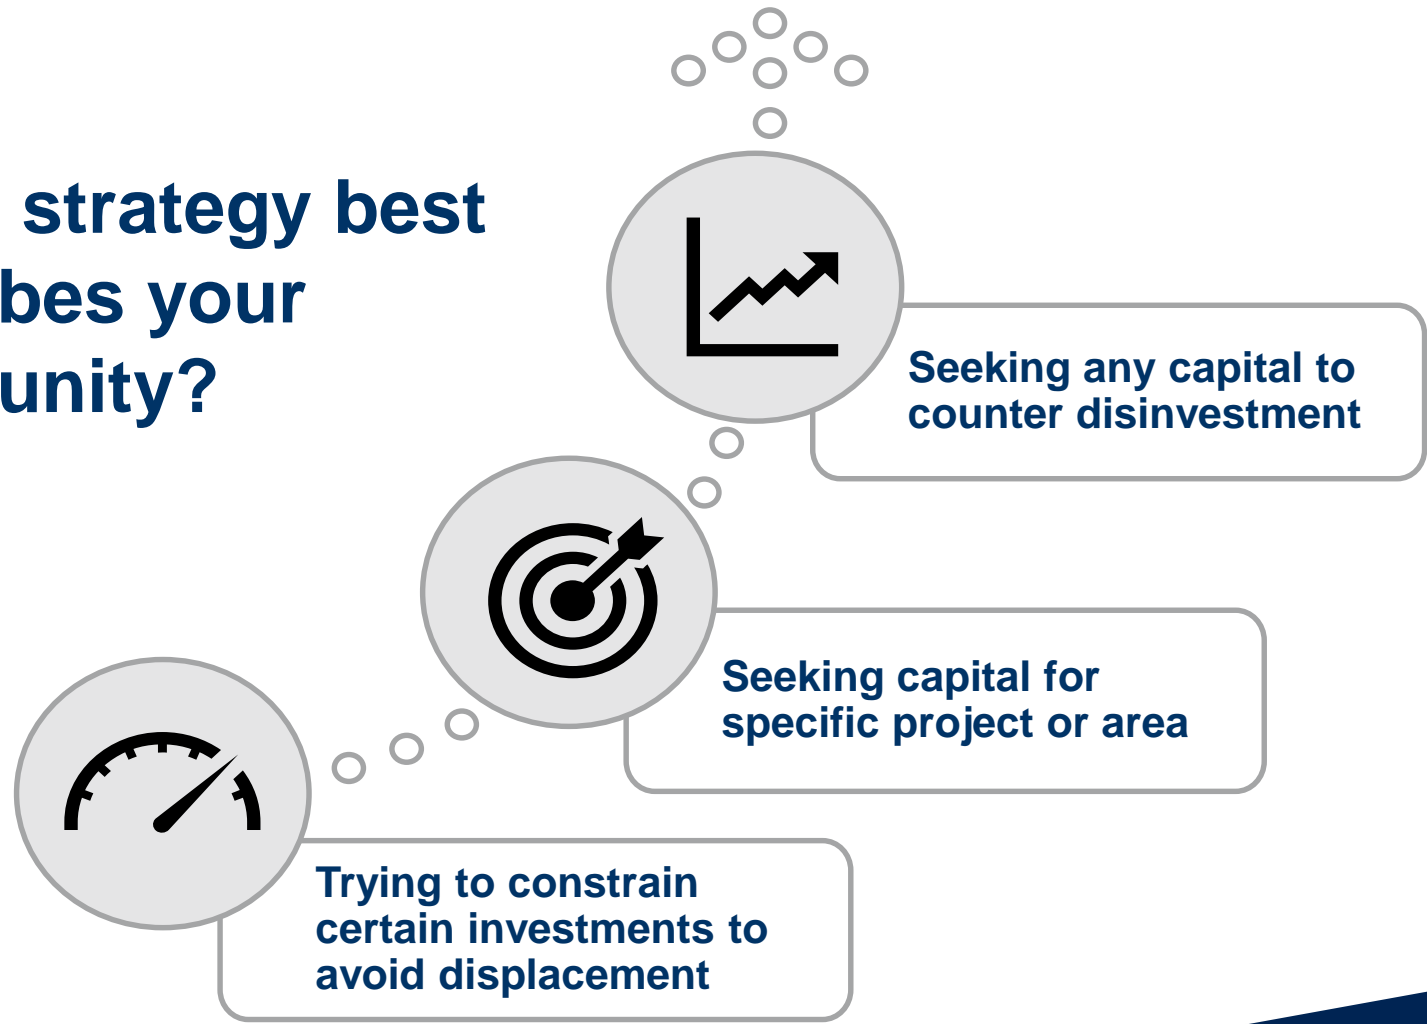 strategy best
bes your
unity?
Seeking any capital to
counter disinvestment
Seeking capital for
specific project or area
Trying to constrain
certain investments to
avoid displacement